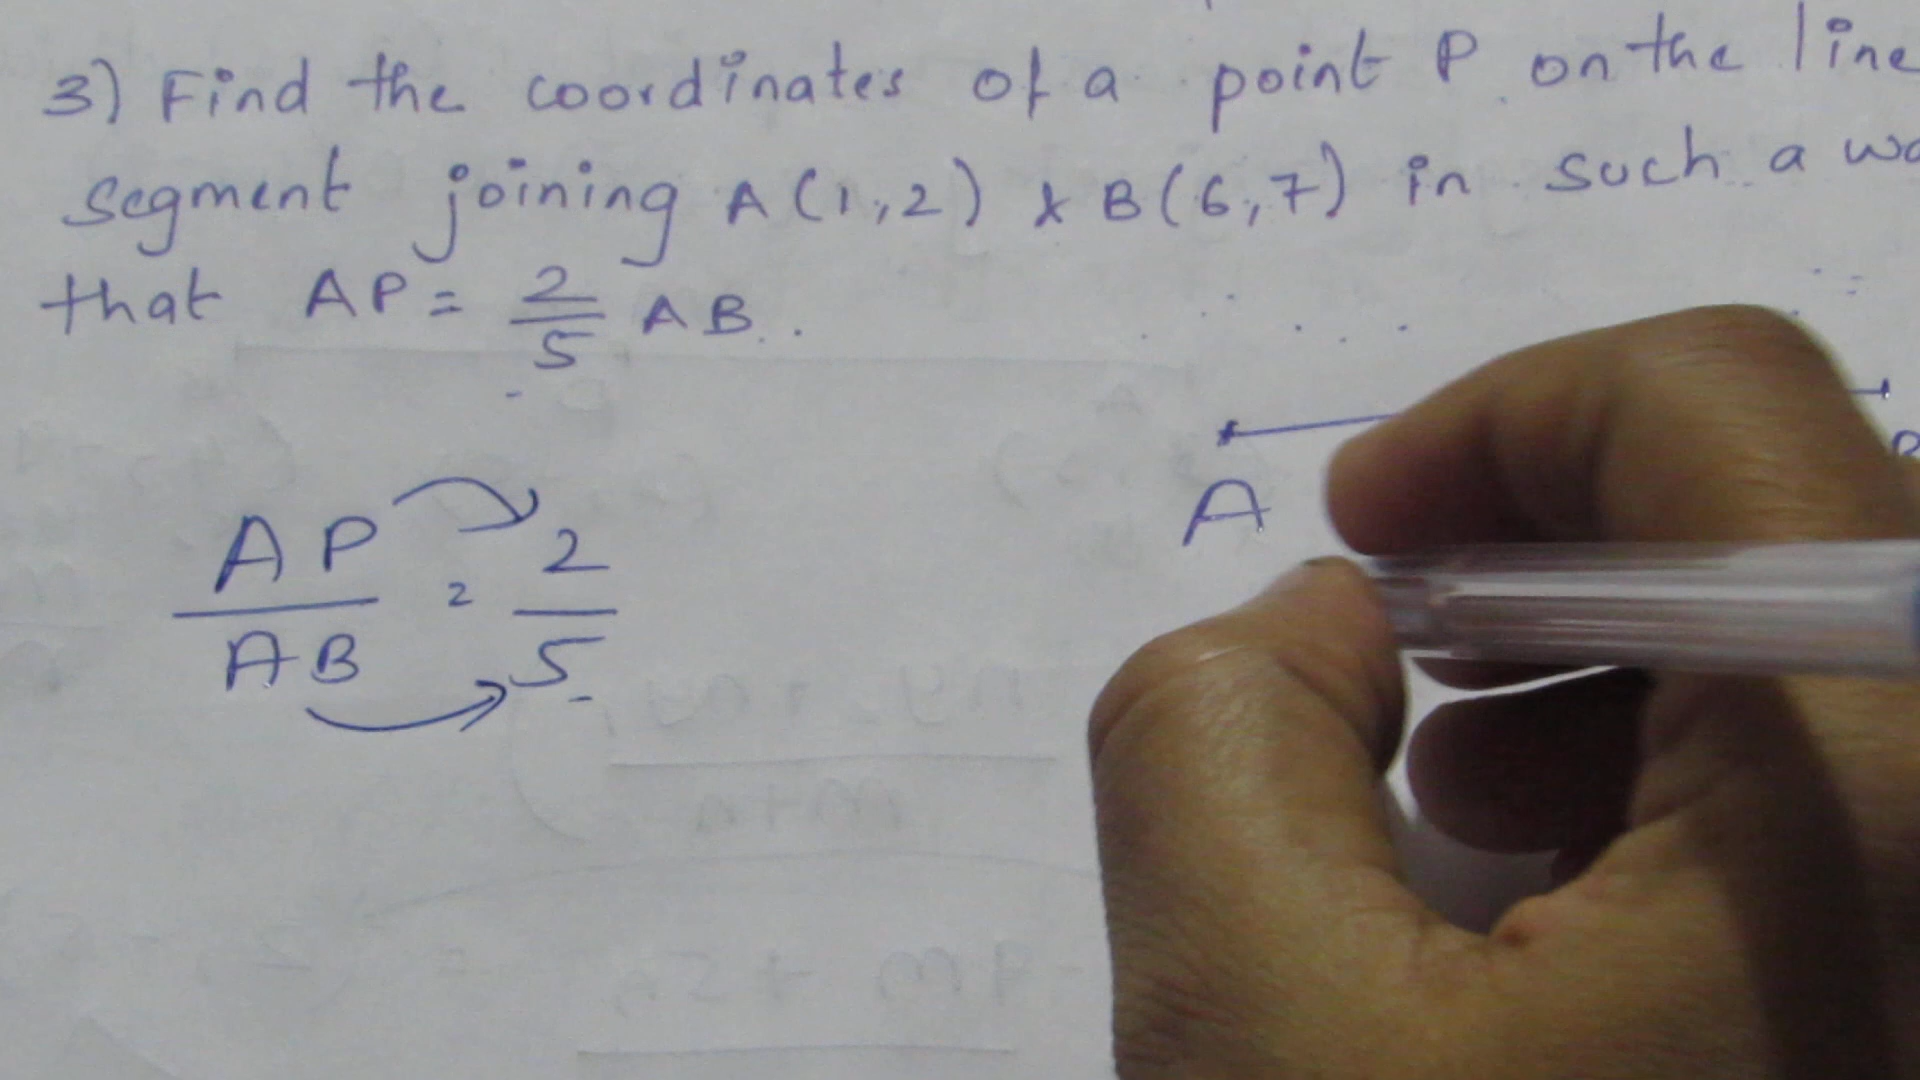 3) Find the coordinates of a point P on the line
segment joining A(1,2) & B(6,7) in such a
that AP = 2/5 AB.
A
AP/AB = 2/5